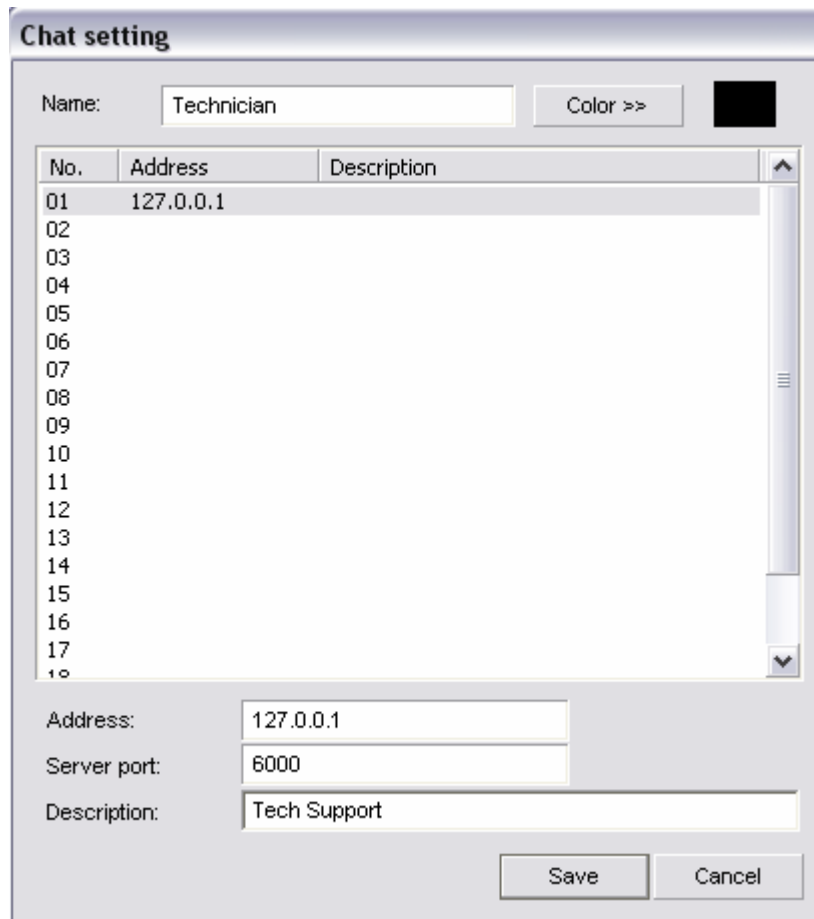 Chat setting
Name: Technician Color >>
No. Address Description
01 127.0.0.1
02
03
04
05
06
07
08
09
10
11
12
13
14
15
16
17
18
Address: 127.0.0.1
Server port: 6000
Description: Tech Support
Save Cancel